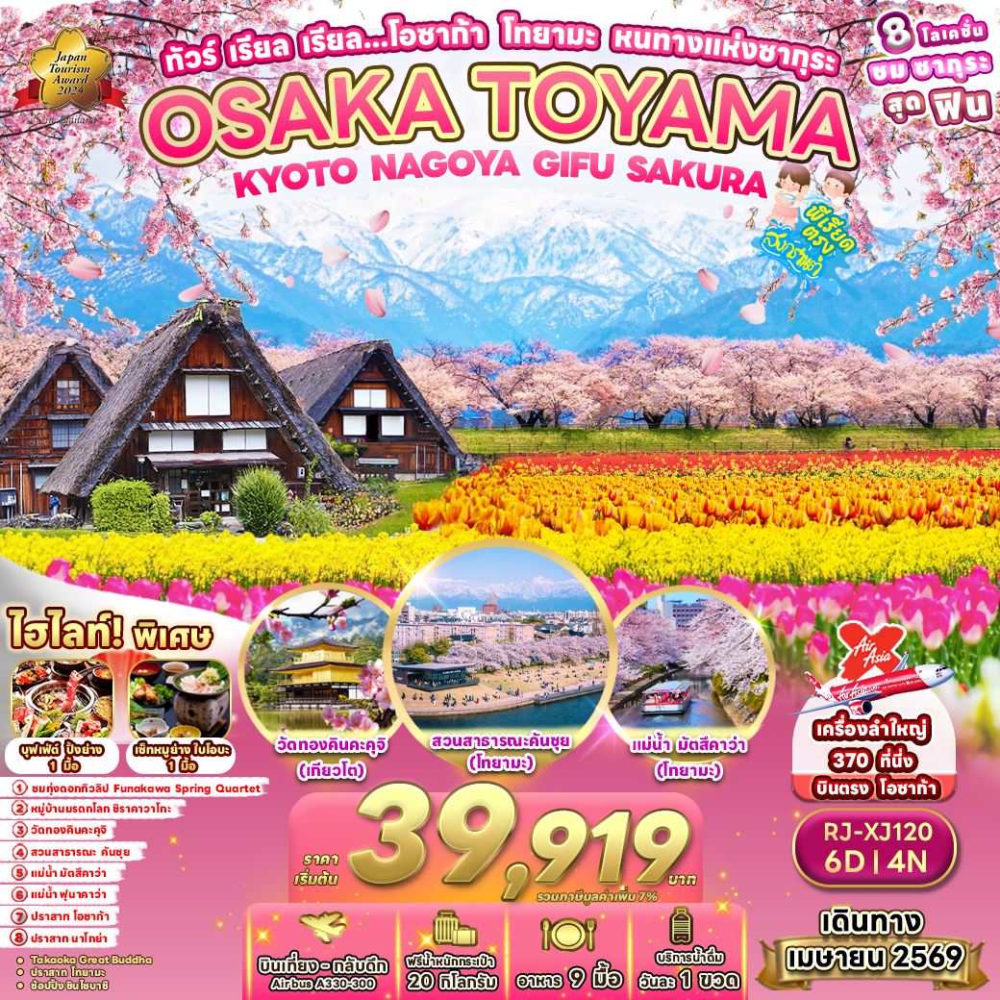 Japan
Tourism
Award
2024
in Thailand
ทัวร์ เรียล เรียล...โอซาก้า โทยามะ หนทางแห่งซากุระ
8 โลเคชั่น
ชม ซากุระ
สุด ฟิน
OSAKA TOYAMA
KYOTO NAGOYA GIFU SAKURA
พีเรียด
ตรง
สงกรานต์
ไฮไลท์! พิเศษ
บุฟเฟ่ต์ ปิ้งย่าง
1 มื้อ
เซ็ทหมูย่าง ใบโฮบะ
1 มื้อ
1 ชมทุ่งดอกทิวลิป Funakawa Spring Quartet
2 หมู่บ้านมรดกโลก ชิราคาวาโกะ
3 วัดทองคินคะคุจิ
4 สวนสาธารณะ คันซุย
5 แม่น้ำ มัตสึคาว่า
6 แม่น้ำ ฟุนาคาว่า
7 ปราสาท โอซาก้า
8 ปราสาท นาโกย่า
Takaoka Great Buddha
ปราสาท โทยามะ
ช้อปปิ้ง ชินไซบาชิ
วัดทองคินคะคุจิ
(เกียวโต)
สวนสาธารณะคันซุย
(โทยามะ)
แม่น้ำ มัตสึคาว่า
(โทยามะ)
Air
Asia
AirAsia
เครื่องลำใหญ่
370 ที่นั่ง
บินตรง โอซาก้า
RJ-XJ120
6D | 4N
เดินทาง
เมษายน 2569
ราคา
เริ่มต้น
39,919 บาท
รวมภาษีมูลค่าเพิ่ม 7%
บินเที่ยง - กลับดึก
Airbus A330-300
ฟรีน้ำหนักกระเป๋า
20 กิโลกรัม
อาหาร 9 มื้อ
บริการน้ำดื่ม
วันละ 1 ขวด